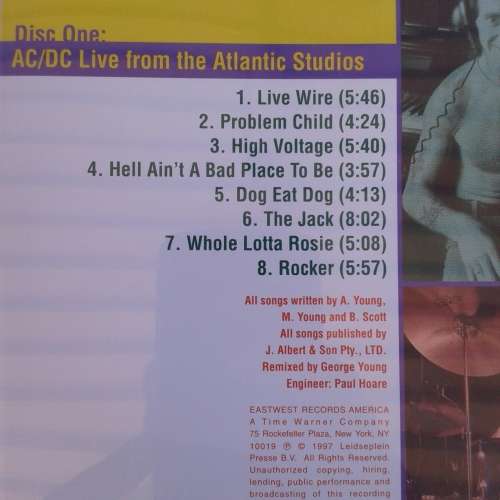 Disc One:
AC/DC Live from the Atlantic Studios
1. Live Wire (5:46)
2. Problem Child (4:24)
3. High Voltage (5:40)
4. Hell Ain't A Bad Place To Be (3:57)
5. Dog Eat Dog (4:13)
6. The Jack (8:02)
7. Whole Lotta Rosie (5:08)
8. Rocker (5:57)
All songs written by A. Young,
M. Young and B. Scott
All songs published by
J. Albert & Son Pty., LTD.
Remixed by George Young
Engineer: Paul Hoare
EASTWEST RECORDS AMERICA
A Time Warner Company
75 Rockefeller Plaza, New York, NY
10019 ℗ © 1997 Leidseplein
Presse B.V. All Rights Reserved.
Unauthorized copying, hiring,
lending, public performance and
broadcasting of this recording